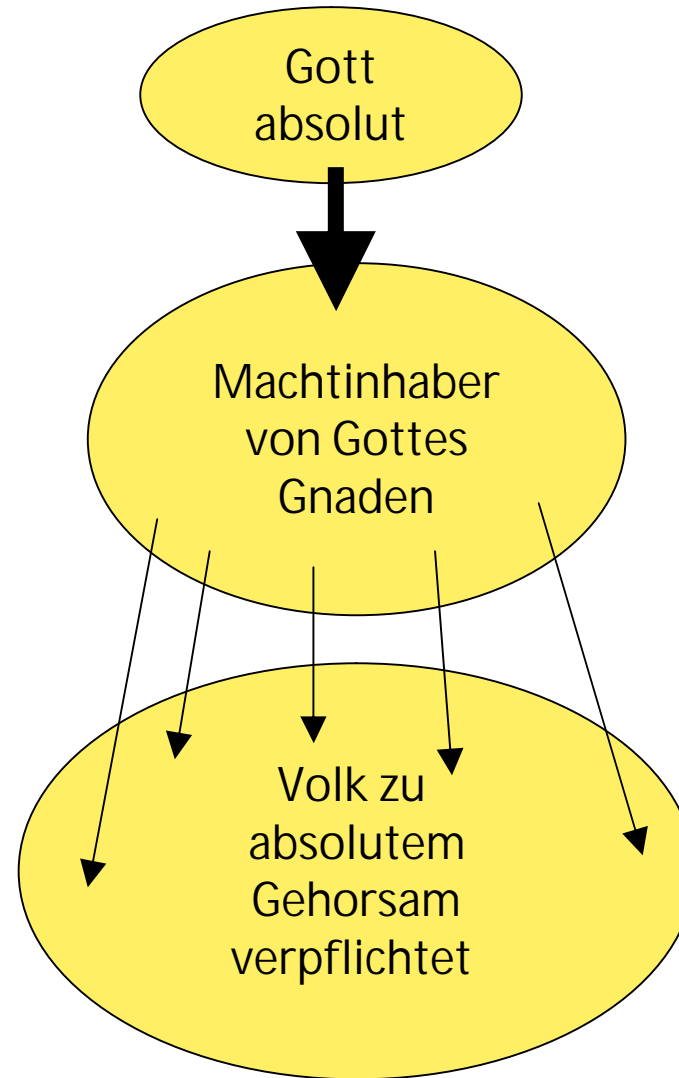 Gott
absolut
Machtinhaber
von Gottes
Gnaden
Volk zu
absolutem
Gehorsam
verpflichtet